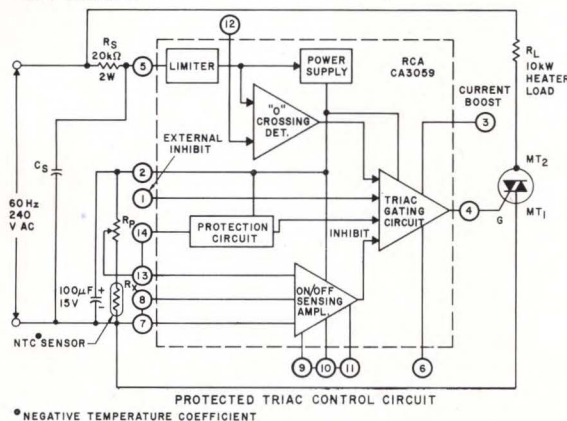 RS
20kΩ
2W
5
LIMITER
12
POWER
SUPPLY
RCA
CA3059
RL
10kW
HEATER
LOAD
CURRENT
BOOST
3
"0"
CROSSING
DET.
EXTERNAL
INHIBIT
CS
2
1
60 Hz
240
V AC
RP
14
PROTECTION
CIRCUIT
INHIBIT
TRIAC
GATING
CIRCUIT
4
G
MT2
MT1
13
100µF
15V
+
−
RX
8
ON/OFF
SENSING
AMPL.
7
6
NTC● SENSOR
9
10
11
PROTECTED TRIAC CONTROL CIRCUIT
● NEGATIVE TEMPERATURE COEFFICIENT